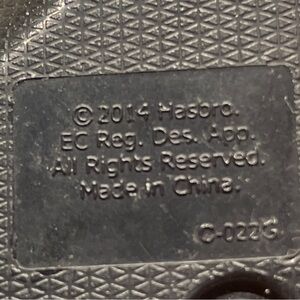 © 2014 Hasbro.
EC Reg. Des. App.
All Rights Reserved.
Made in China.
C-022G